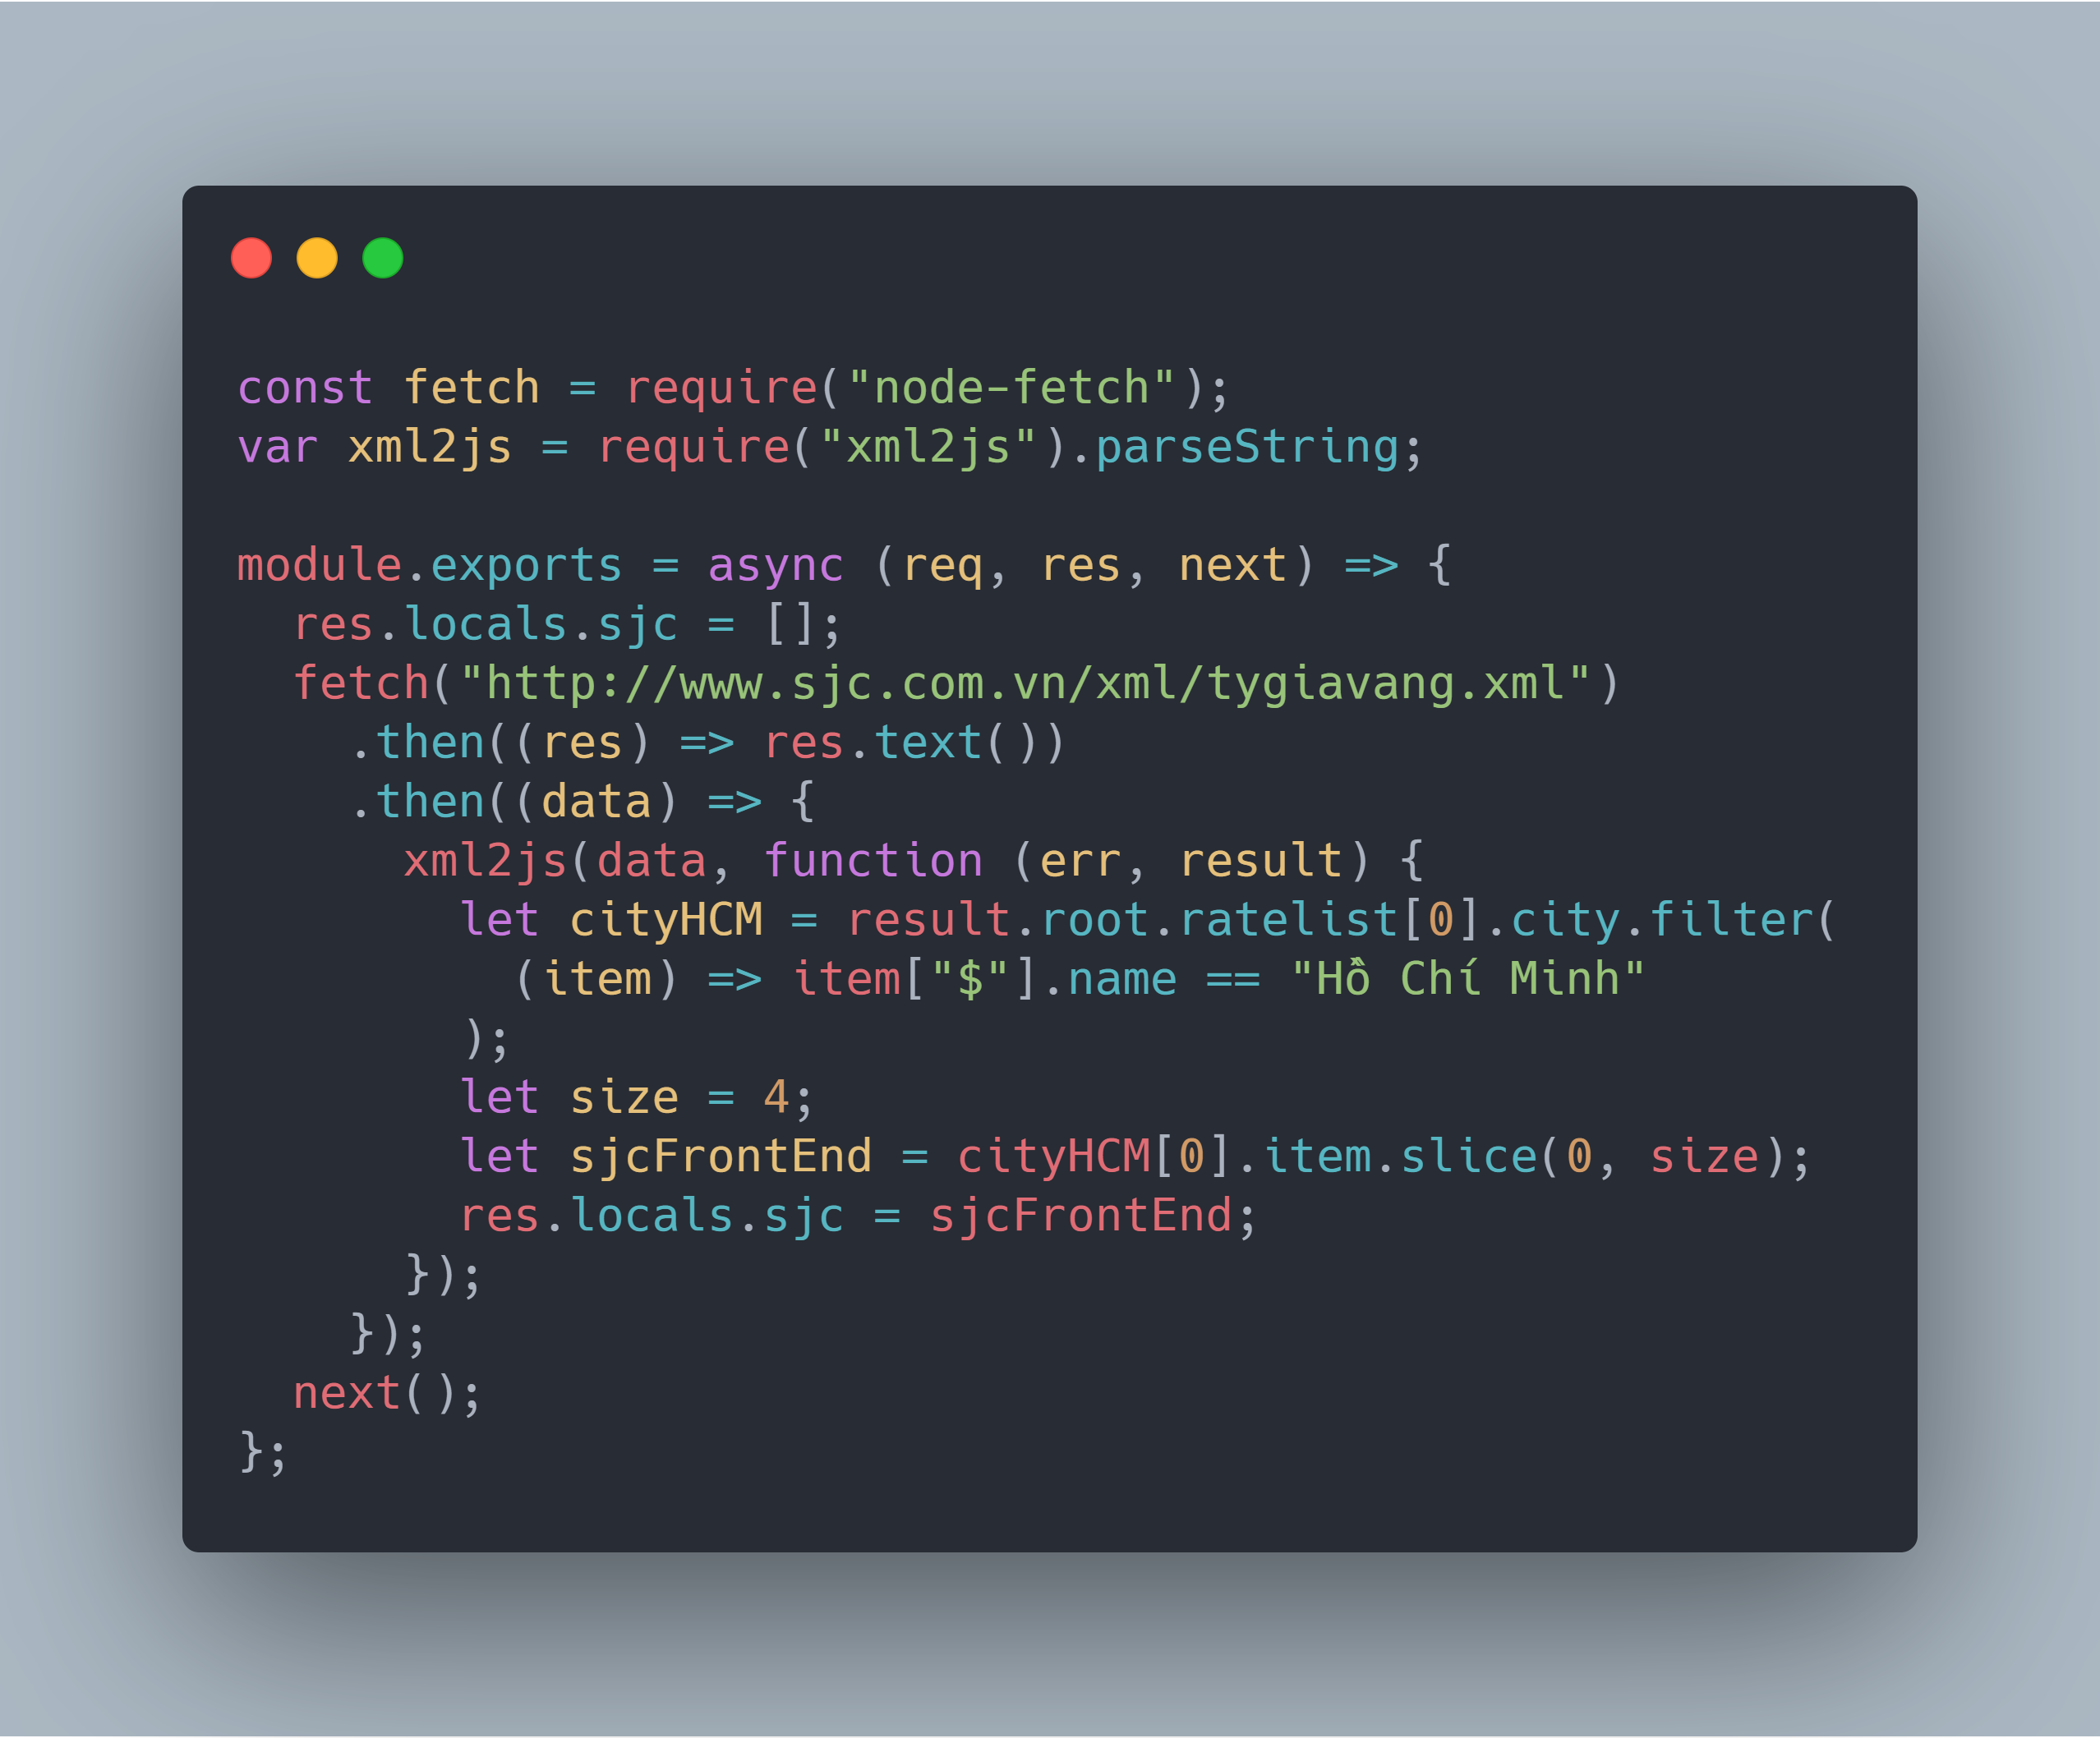 const fetch = require("node-fetch");
var xml2js = require("xml2js").parseString;
module.exports = async (req, res, next) => {
  res.locals.sjc = [];
  fetch("http://www.sjc.com.vn/xml/tygiavang.xml")
    .then((res) => res.text())
    .then((data) => {
      xml2js(data, function (err, result) {
        let cityHCM = result.root.ratelist[0].city.filter(
          (item) => item["$"].name == "Hồ Chí Minh"
        );
        let size = 4;
        let sjcFrontEnd = cityHCM[0].item.slice(0, size);
        res.locals.sjc = sjcFrontEnd;
      });
    });
  next();
};